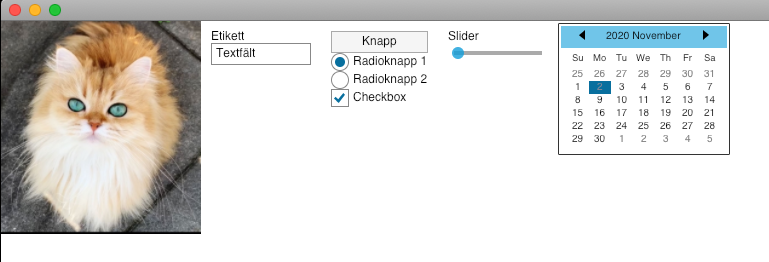 Etikett
Textfält
Knapp
Radioknapp 1
Radioknapp 2
Checkbox
Slider
2020 November
Su Mo Tu We Th Fr Sa
25 26 27 28 29 30 31
1 2 3 4 5 6 7
8 9 10 11 12 13 14
15 16 17 18 19 20 21
22 23 24 25 26 27 28
29 30 1 2 3 4 5